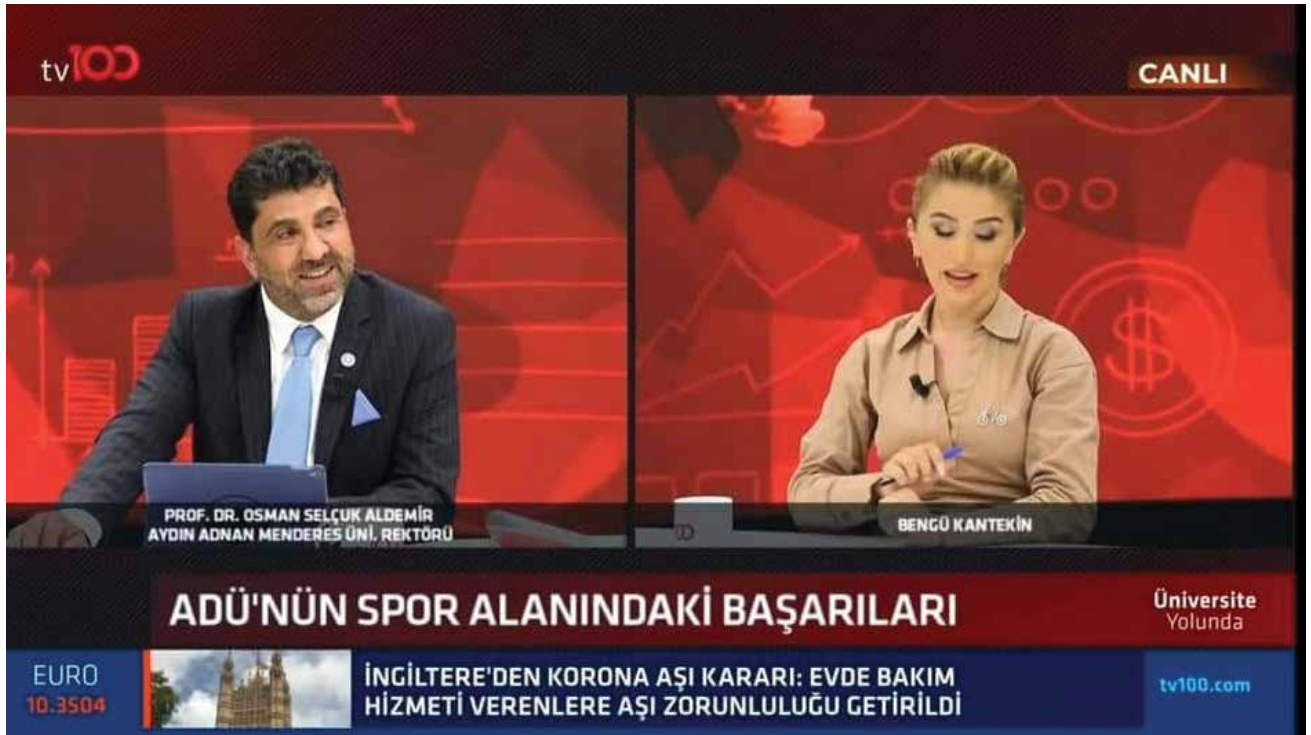 tv100
CANLI
PROF. DR. OSMAN SELÇUK ALDEMİR
AYDIN ADNAN MENDERES ÜNİ. REKTÖRÜ
BENGÜ KANTEKİN
ADÜ'NÜN SPOR ALANINDAKİ BAŞARILARI
Üniversite
Yolunda
EURO
10.3504
İNGİLTERE'DEN KORONA AŞI KARARI: EVDE BAKIM
HİZMETİ VERENLERE AŞI ZORUNLULUĞU GETİRİLDİ
tv100.com